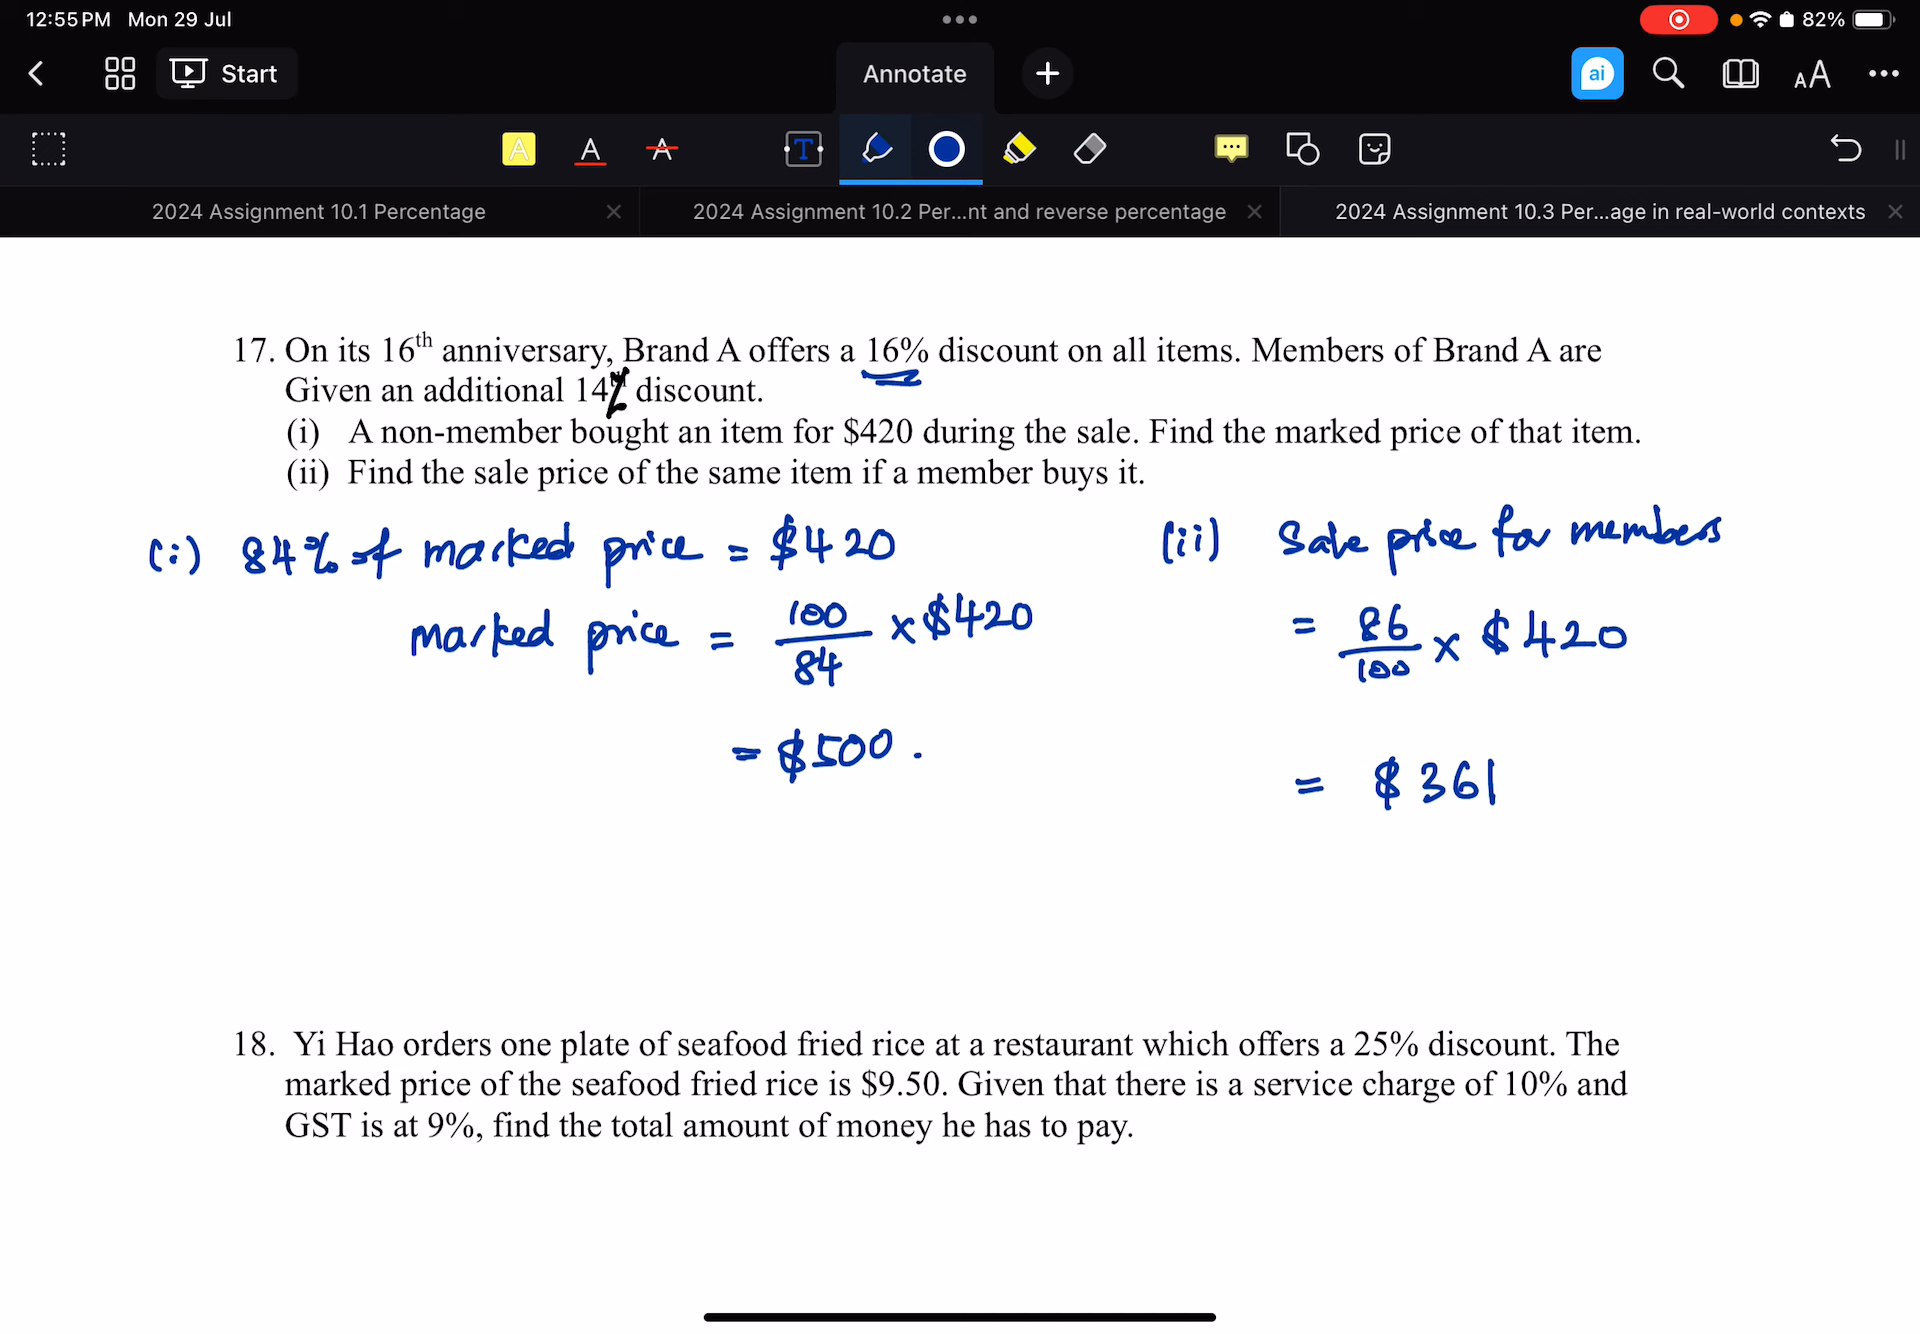 12:55 PM Mon 29 Jul
82%
Start
Annotate
ai
AA
A A A T
2024 Assignment 10.1 Percentage
2024 Assignment 10.2 Per...nt and reverse percentage
2024 Assignment 10.3 Per...age in real-world contexts
17. On its 16th anniversary, Brand A offers a 16% discount on all items. Members of Brand A are
Given an additional 14% discount.
(i) A non-member bought an item for $420 during the sale. Find the marked price of that item.
(ii) Find the sale price of the same item if a member buys it.
(i) 84% of marked price = $420
marked price = 100/84 x $420
= $500.
(ii) Sale price for members
= 86/100 x $420
= $361
18. Yi Hao orders one plate of seafood fried rice at a restaurant which offers a 25% discount. The
marked price of the seafood fried rice is $9.50. Given that there is a service charge of 10% and
GST is at 9%, find the total amount of money he has to pay.